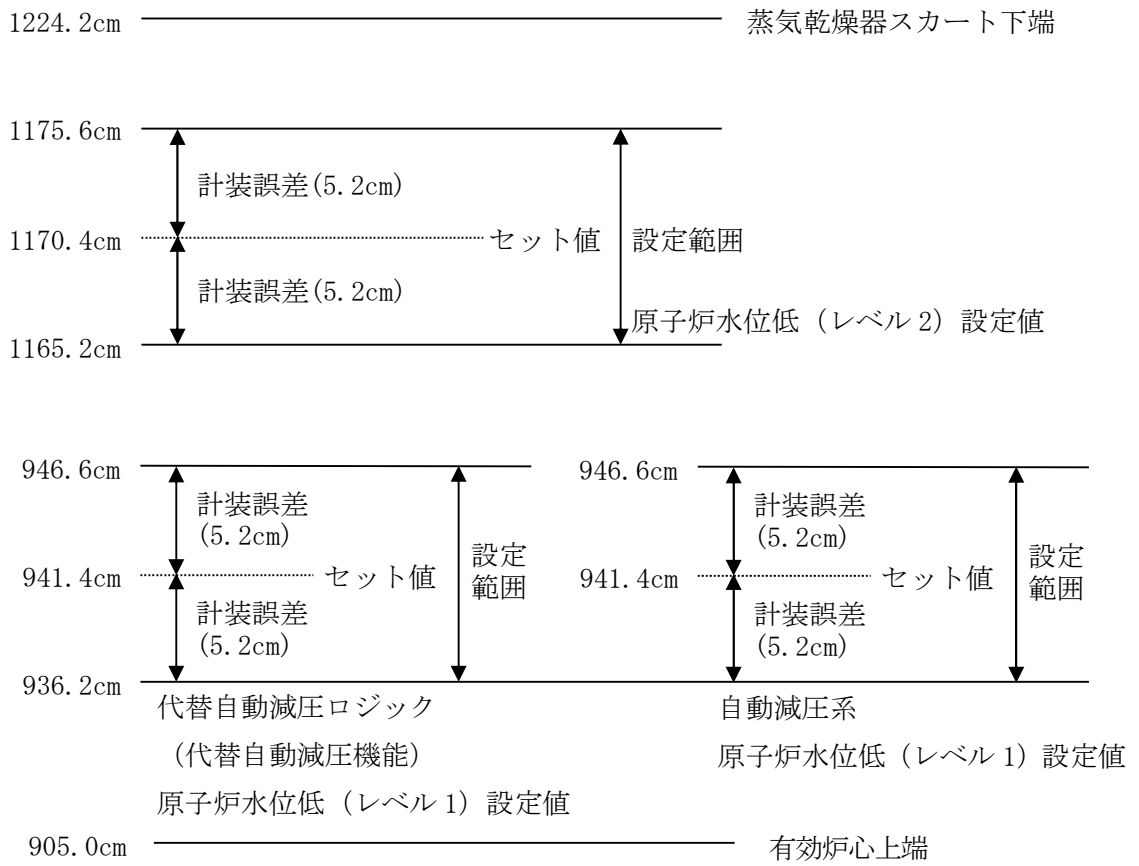 1224.2cm 蒸気乾燥器スカート下端
1175.6cm
計装誤差(5.2cm)
1170.4cm セット値 設定範囲
計装誤差(5.2cm)
原子炉水位低（レベル2）設定値
1165.2cm
946.6cm 946.6cm
計装誤差
(5.2cm)
計装誤差
(5.2cm)
941.4cm セット値
設定
範囲
941.4cm セット値
設定
範囲
計装誤差
(5.2cm)
計装誤差
(5.2cm)
936.2cm
代替自動減圧ロジック
（代替自動減圧機能）
原子炉水位低（レベル1）設定値
自動減圧系
原子炉水位低（レベル1）設定値
905.0cm 有効炉心上端